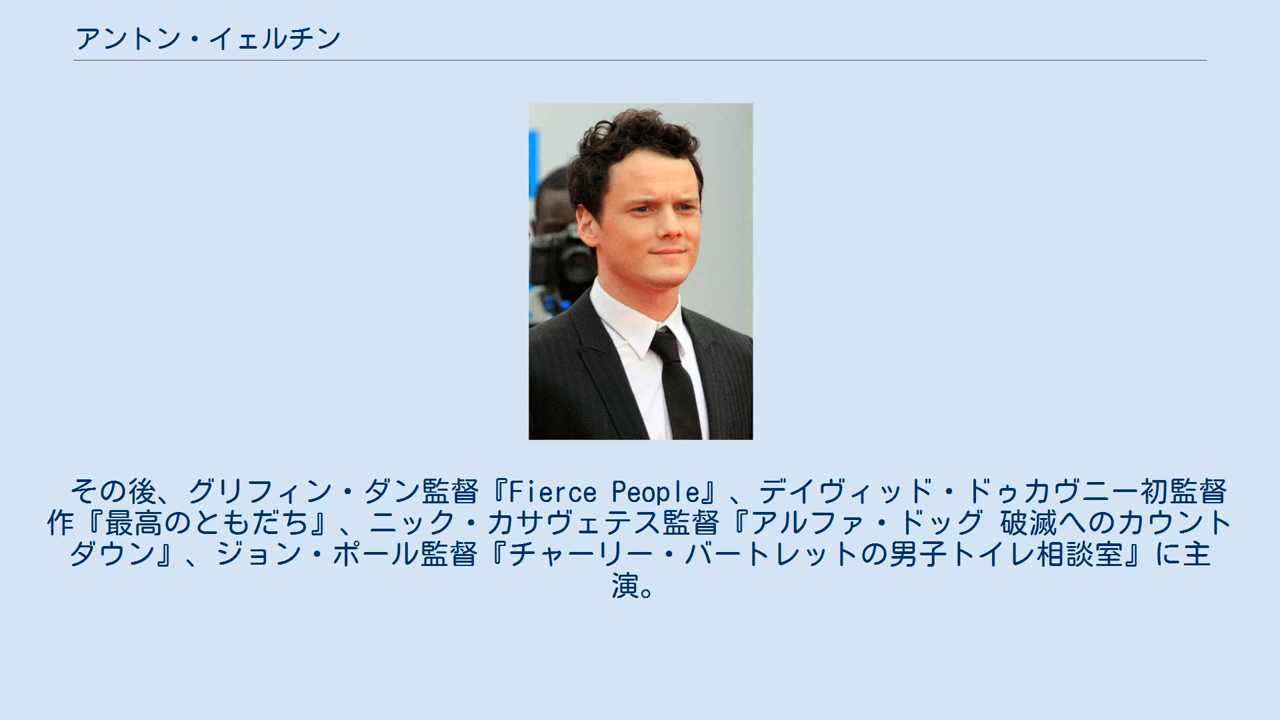 アントン・イェルチン
その後、グリフィン・ダン監督『Fierce People』、デイヴィッド・ドゥカヴニー初監督
作『最高のともだち』、ニック・カサヴェテス監督『アルファ・ドッグ 破滅へのカウント
ダウン』、ジョン・ポール監督『チャーリー・バートレットの男子トイレ相談室』に主
演。